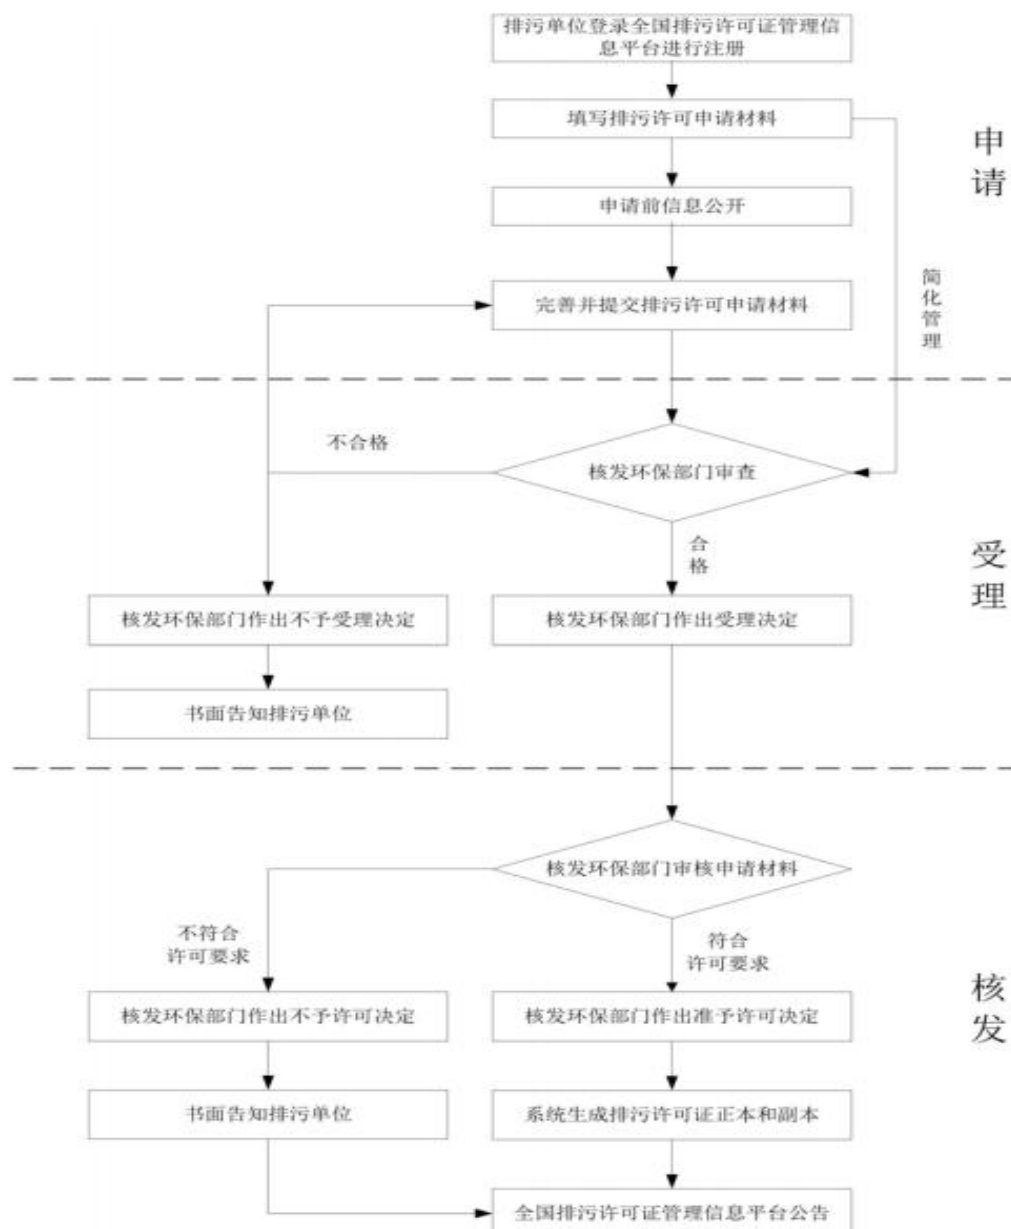 排污单位登录全国排污许可证管理信
息平台进行注册
填写排污许可申请材料
申
请
申请前信息公开
简
化
管
理
完善并提交排污许可申请材料
不合格
核发环保部门审查
合
格
受
理
核发环保部门作出不予受理决定
核发环保部门作出受理决定
书面告知排污单位
核发环保部门审核申请材料
不符合
许可要求
符合
许可要求
核
发
核发环保部门作出不予许可决定
核发环保部门作出准予许可决定
书面告知排污单位
系统生成排污许可证正本和副本
全国排污许可证管理信息平台公告